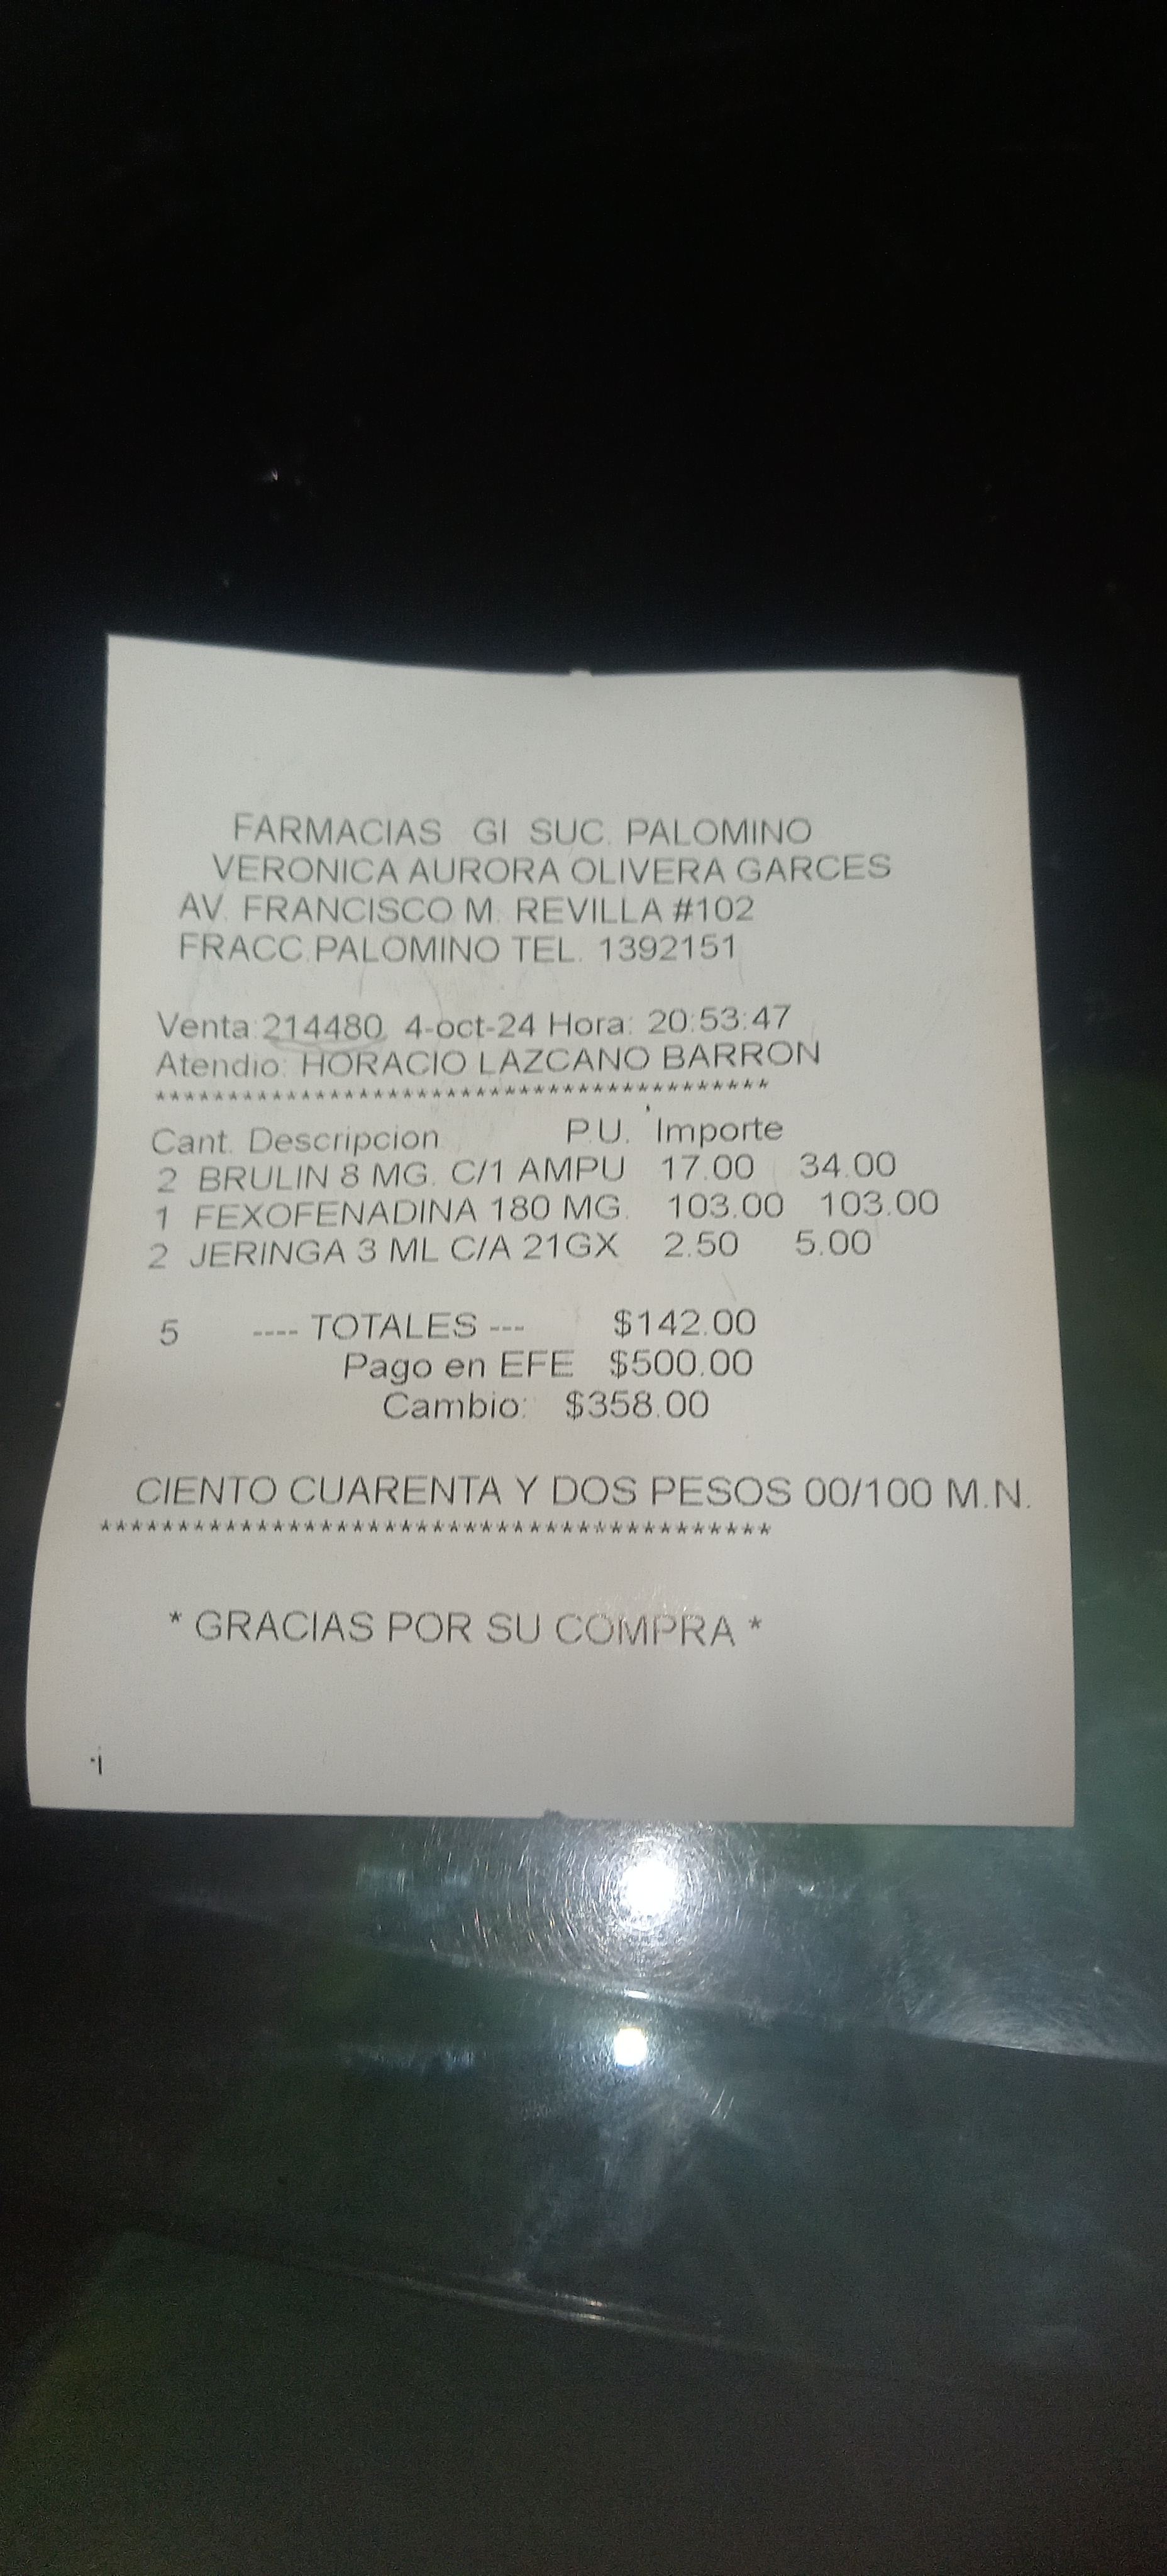 FARMACIAS GI SUC. PALOMINO
VERONICA AURORA OLIVERA GARCES
AV. FRANCISCO M. REVILLA #102
FRACC.PALOMINO TEL. 1392151
Venta:214480 4-oct-24 Hora: 20:53:47
Atendio: HORACIO LAZCANO BARRON
******************************************
Cant. Descripcion P.U. Importe
2 BRULIN 8 MG. C/1 AMPU 17.00 34.00
1 FEXOFENADINA 180 MG. 103.00 103.00
2 JERINGA 3 ML C/A 21GX 2.50 5.00
5 ---- TOTALES --- $142.00
Pago en EFE $500.00
Cambio: $358.00
CIENTO CUARENTA Y DOS PESOS 00/100 M.N.
******************************************
* GRACIAS POR SU COMPRA *